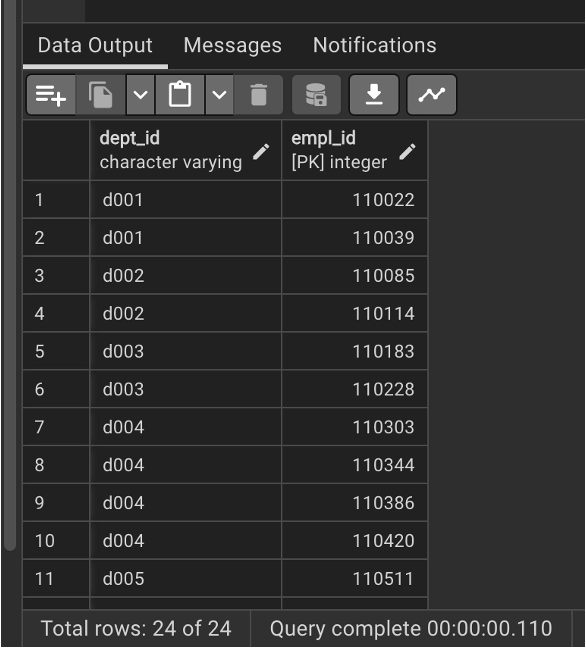 Data Output Messages Notifications
dept_id empl_id
character varying [PK] integer
1 d001 110022
2 d001 110039
3 d002 110085
4 d002 110114
5 d003 110183
6 d003 110228
7 d004 110303
8 d004 110344
9 d004 110386
10 d004 110420
11 d005 110511
Total rows: 24 of 24 Query complete 00:00:00.110